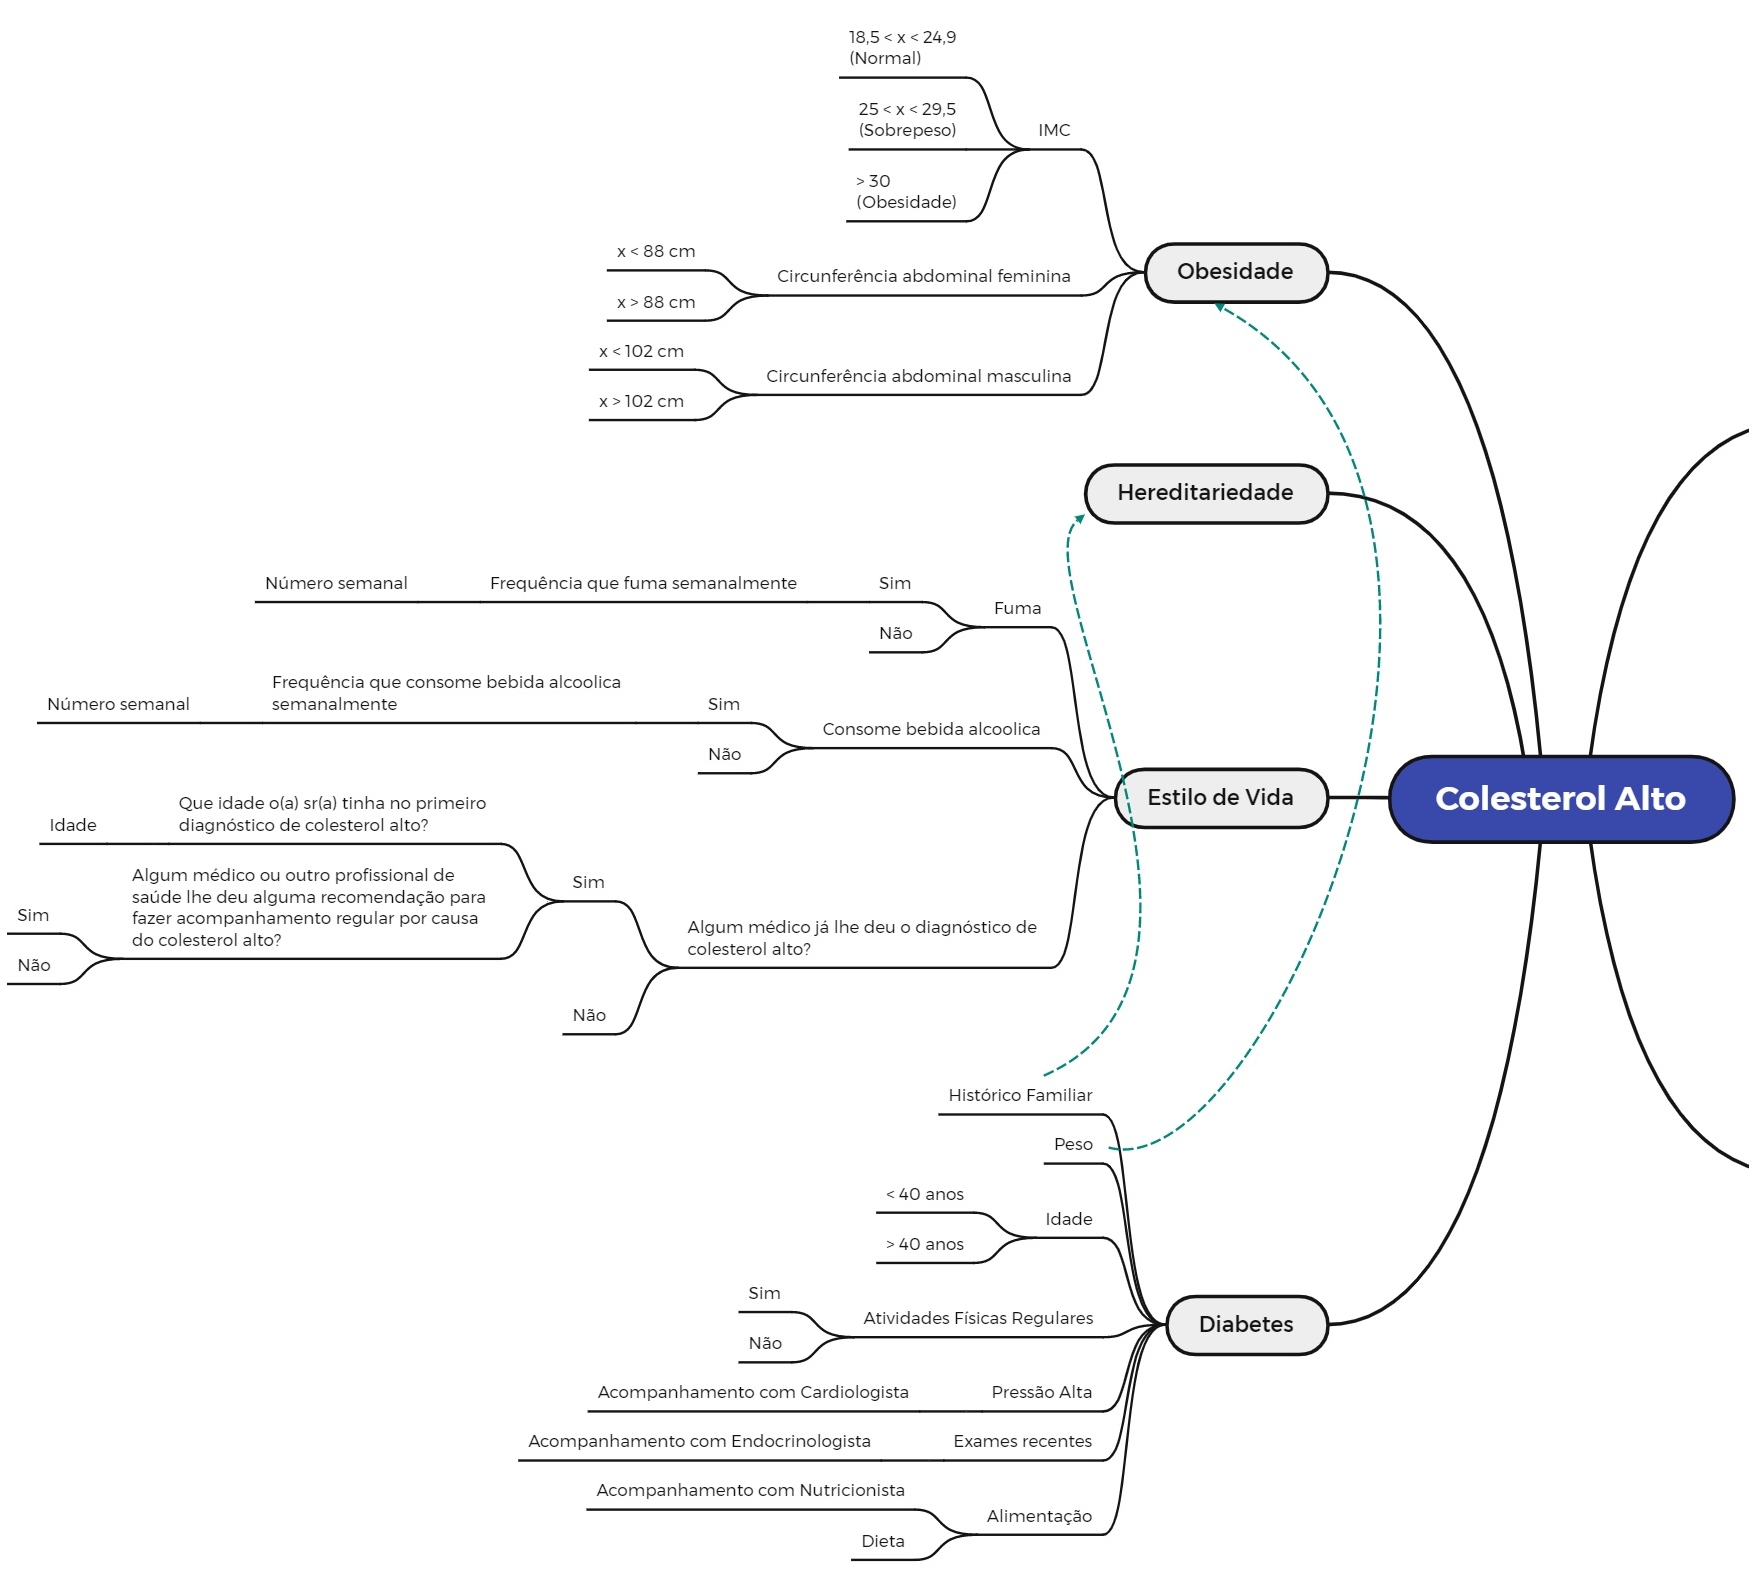 18,5 < x < 24,9
(Normal)
25 < x < 29,5
(Sobrepeso)
> 30
(Obesidade)
IMC
x < 88 cm
x > 88 cm
Circunferência abdominal feminina
x < 102 cm
x > 102 cm
Circunferência abdominal masculina
Obesidade
Hereditariedade
Número semanal
Frequência que fuma semanalmente
Sim
Não
Fuma
Número semanal
Frequência que consome bebida alcoolica
semanalmente
Sim
Não
Consome bebida alcoolica
Idade
Que idade o(a) sr(a) tinha no primeiro
diagnóstico de colesterol alto?
Sim
Não
Algum médico ou outro profissional de
saúde lhe deu alguma recomendação para
fazer acompanhamento regular por causa
do colesterol alto?
Sim
Não
Algum médico já lhe deu o diagnóstico de
colesterol alto?
Estilo de Vida
Colesterol Alto
Histórico Familiar
Peso
< 40 anos
> 40 anos
Idade
Sim
Não
Atividades Físicas Regulares
Acompanhamento com Cardiologista
Pressão Alta
Acompanhamento com Endocrinologista
Exames recentes
Acompanhamento com Nutricionista
Dieta
Alimentação
Diabetes